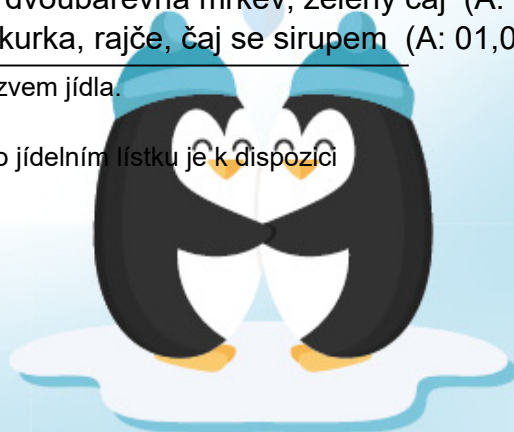 dvoubarevná mrkev, zelený čaj (A:
kurka, rajče, čaj se sirupem (A: 01,0
zvem jídla.
o jídelním lístku je k dispozici